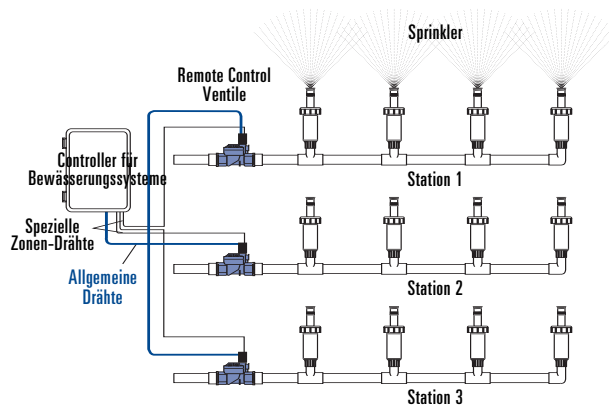 Sprinkler
Remote Control
Ventile
Controller für
Bewässerungssysteme
Station 1
Spezielle
Zonen-Drähte
Allgemeine
Drähte
Station 2
Station 3